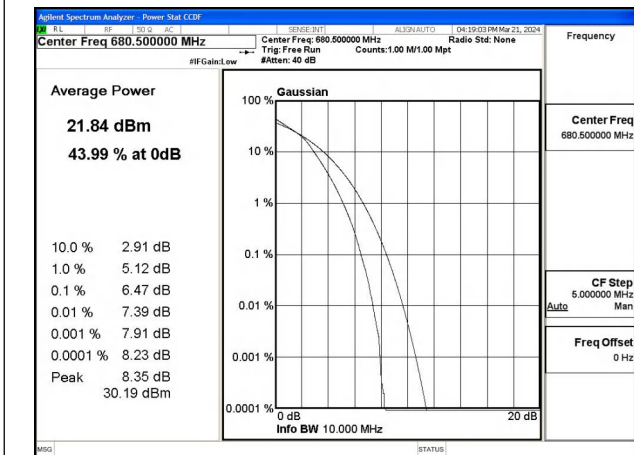 Agilent Spectrum Analyzer - Power Stat CCDF
LXI RL RF 50 Ω AC SENSE:INT ALIGN AUTO 04:19:03 PM Mar 21, 2024
Center Freq 680.500000 MHz
Center Freq: 680.500000 MHz Radio Std: None
Trig: Free Run Counts:1.00 M/1.00 Mpt
#IFGain:Low #Atten: 40 dB
Frequency
Average Power
21.84 dBm
43.99 % at 0dB
10.0 % 2.91 dB
1.0 % 5.12 dB
0.1 % 6.47 dB
0.01 % 7.39 dB
0.001 % 7.91 dB
0.0001 % 8.23 dB
Peak 8.35 dB
30.19 dBm
Gaussian
100 %
10 %
1 %
0.1 %
0.01 %
0.001 %
0.0001 %
0 dB 20 dB
Info BW 10.000 MHz
Center Freq
680.500000 MHz
CF Step
5.000000 MHz
Auto Man
Freq Offset
0 Hz
MSG STATUS